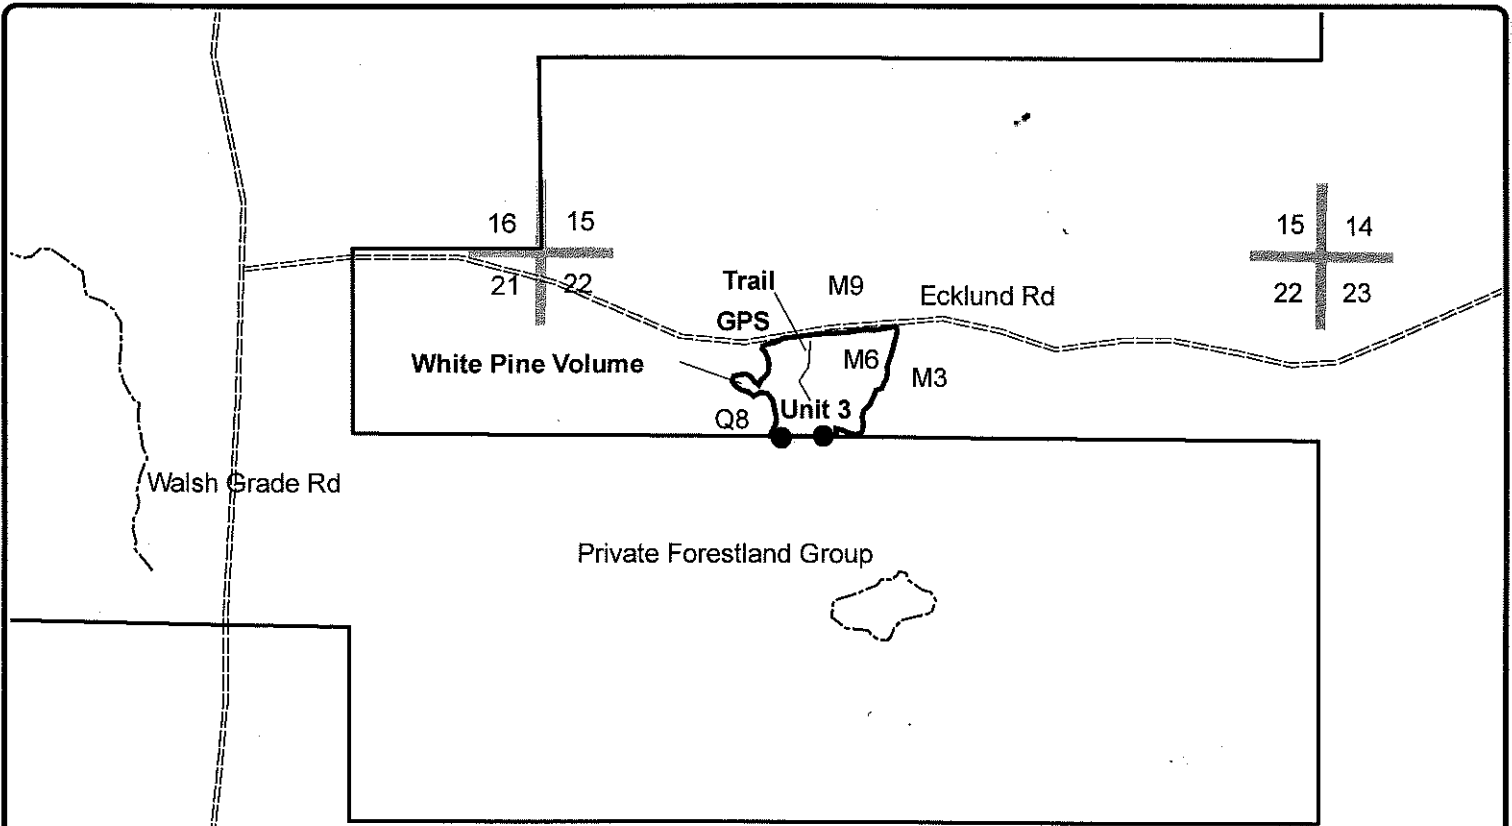 16 15
15 14
21 22
22 23
Trail
M9
Ecklund Rd
GPS
White Pine Volume
M6
M3
Unit 3
Q8
Walsh Grade Rd
Private Forestland Group